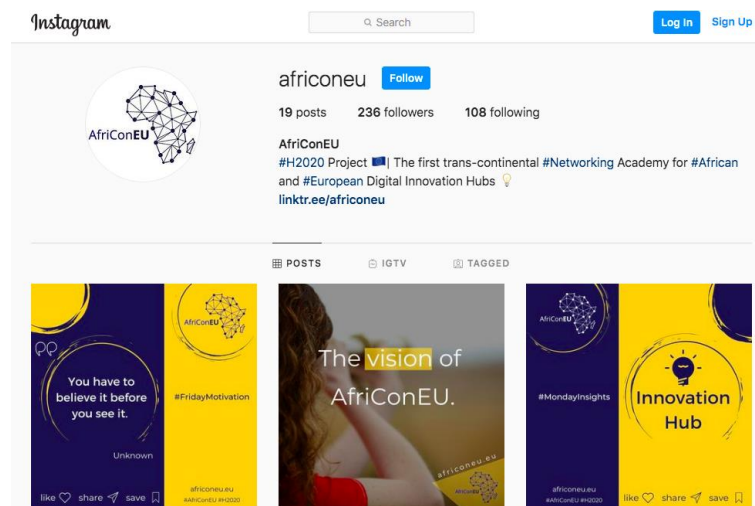 Instagram
Search
Log In
Sign Up
AfriConEU
africoneu
Follow
19 posts 236 followers 108 following
AfriConEU
#H2020 Project | The first trans-continental #Networking Academy for #African
and #European Digital Innovation Hubs
linktr.ee/africoneu
POSTS
IGTV
TAGGED
AfriConEU
You have to
believe it before
you see it.
Unknown
#FridayMotivation
like share save
africoneu.eu
#AfriConEU #H2020
The vision of
AfriConEU.
africoneu.eu
AfriConEU
AfriConEU
#MondayInsights
Innovation
Hub
africoneu.eu
#AfriConEU #H2020
like share save